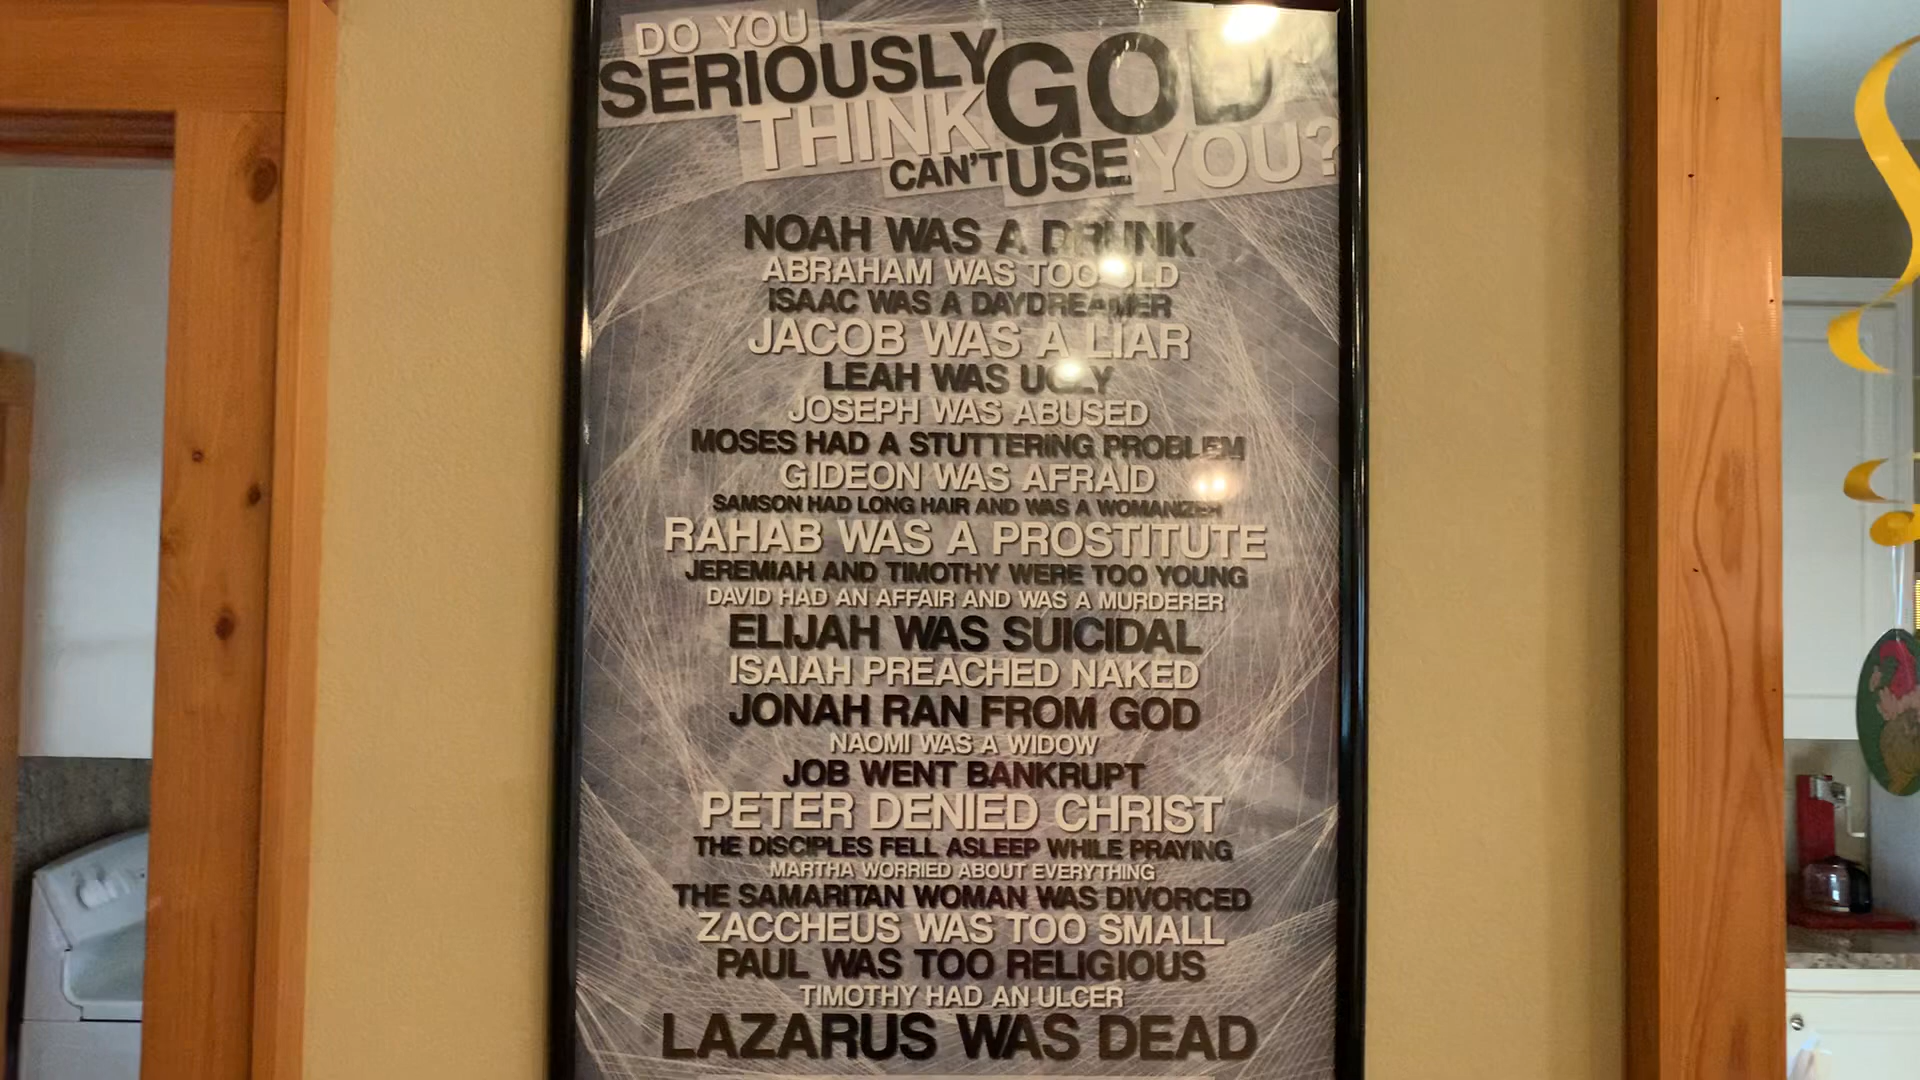 DO YOU
SERIOUSLY GOD
THINK
CAN'T USE YOU?
NOAH WAS A DRUNK
ABRAHAM WAS TOO OLD
ISAAC WAS A DAYDREAMER
JACOB WAS A LIAR
LEAH WAS UGLY
JOSEPH WAS ABUSED
MOSES HAD A STUTTERING PROBLEM
GIDEON WAS AFRAID
SAMSON HAD LONG HAIR AND WAS A WOMANIZER
RAHAB WAS A PROSTITUTE
JEREMIAH AND TIMOTHY WERE TOO YOUNG
DAVID HAD AN AFFAIR AND WAS A MURDERER
ELIJAH WAS SUICIDAL
ISAIAH PREACHED NAKED
JONAH RAN FROM GOD
NAOMI WAS A WIDOW
JOB WENT BANKRUPT
PETER DENIED CHRIST
THE DISCIPLES FELL ASLEEP WHILE PRAYING
MARTHA WORRIED ABOUT EVERYTHING
THE SAMARITAN WOMAN WAS DIVORCED
ZACCHEUS WAS TOO SMALL
PAUL WAS TOO RELIGIOUS
TIMOTHY HAD AN ULCER
LAZARUS WAS DEAD